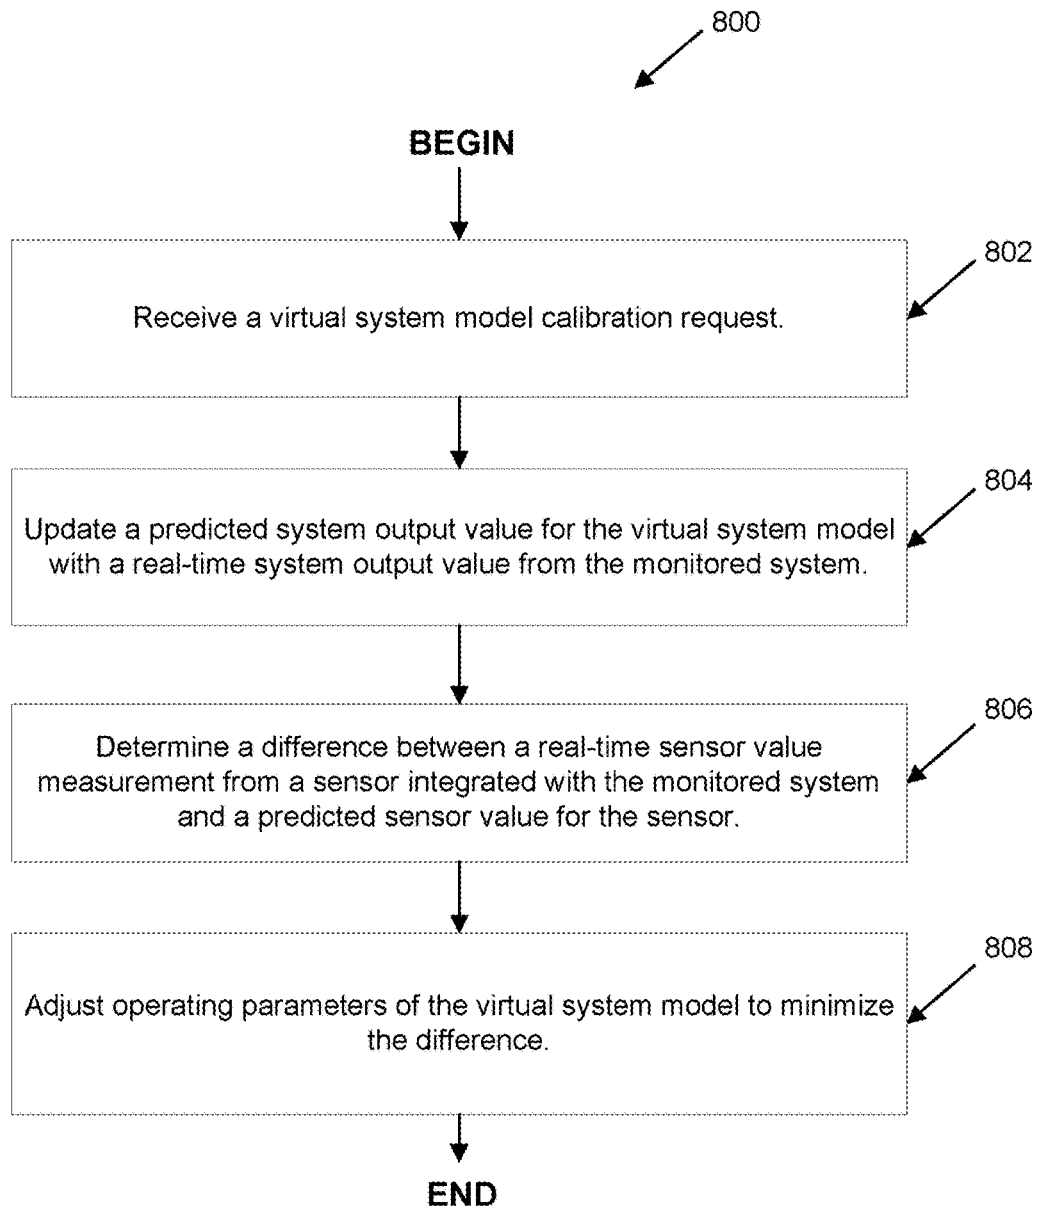 800
BEGIN
802
Receive a virtual system model calibration request.
804
Update a predicted system output value for the virtual system model
with a real-time system output value from the monitored system.
806
Determine a difference between a real-time sensor value
measurement from a sensor integrated with the monitored system
and a predicted sensor value for the sensor.
808
Adjust operating parameters of the virtual system model to minimize
the difference.
END